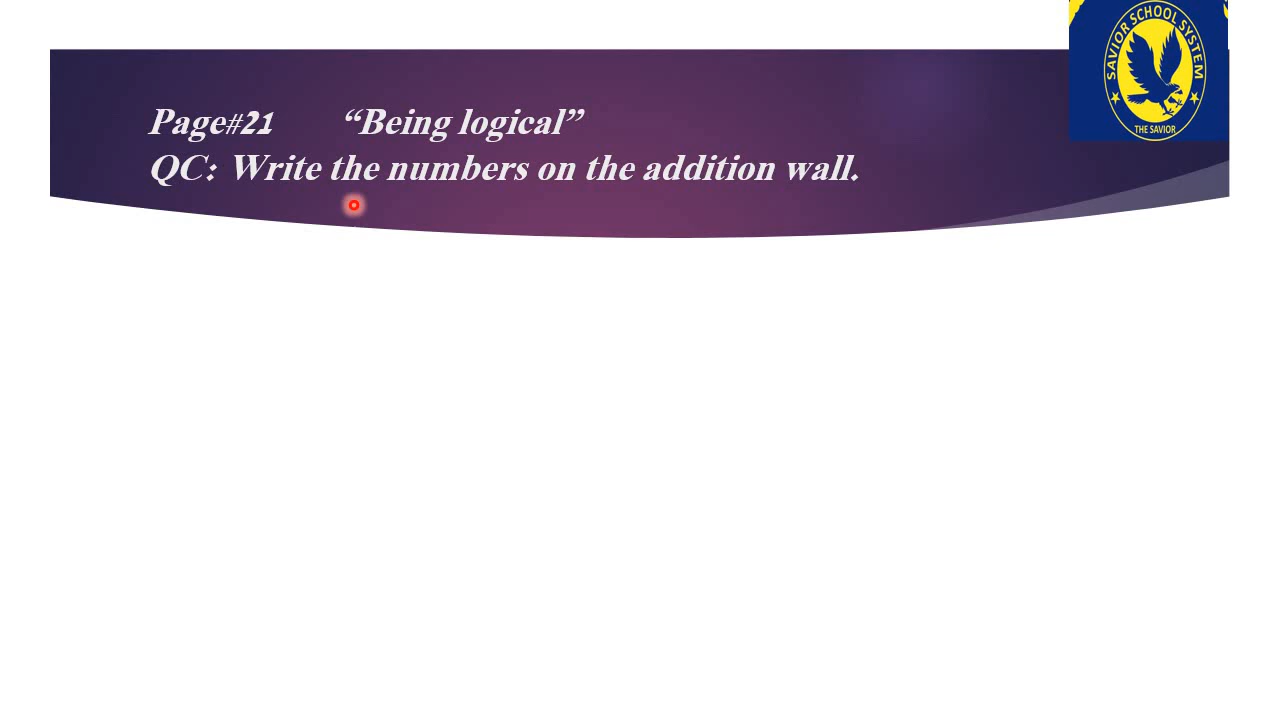 SAVIOR SCHOOL SYSTEM
THE SAVIOR
Page#21 “Being logical”
QC: Write the numbers on the addition wall.